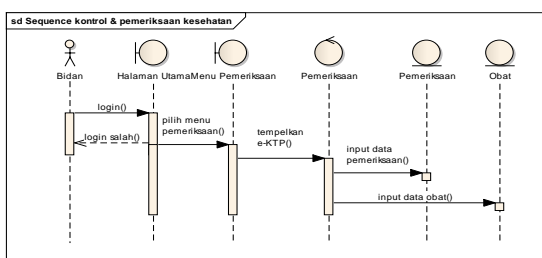 sd Sequence kontrol & pemeriksaan kesehatan
Bidan
Halaman Utama
Menu Pemeriksaan
Pemeriksaan
Pemeriksaan
Obat
login()
pilih menu
pemeriksaan()
login salah()
tempelkan
e-KTP()
input data
pemeriksaan()
input data obat()